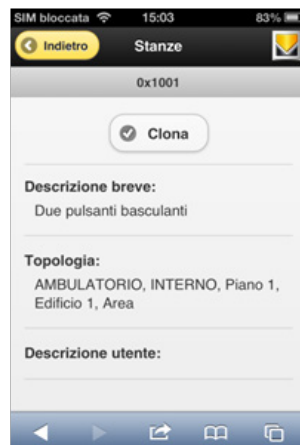 SIM bloccata 15:03 83%
Indietro Stanze
0x1001
Clona
Descrizione breve:
Due pulsanti basculanti
Topologia:
AMBULATORIO, INTERNO, Piano 1,
Edificio 1, Area
Descrizione utente: